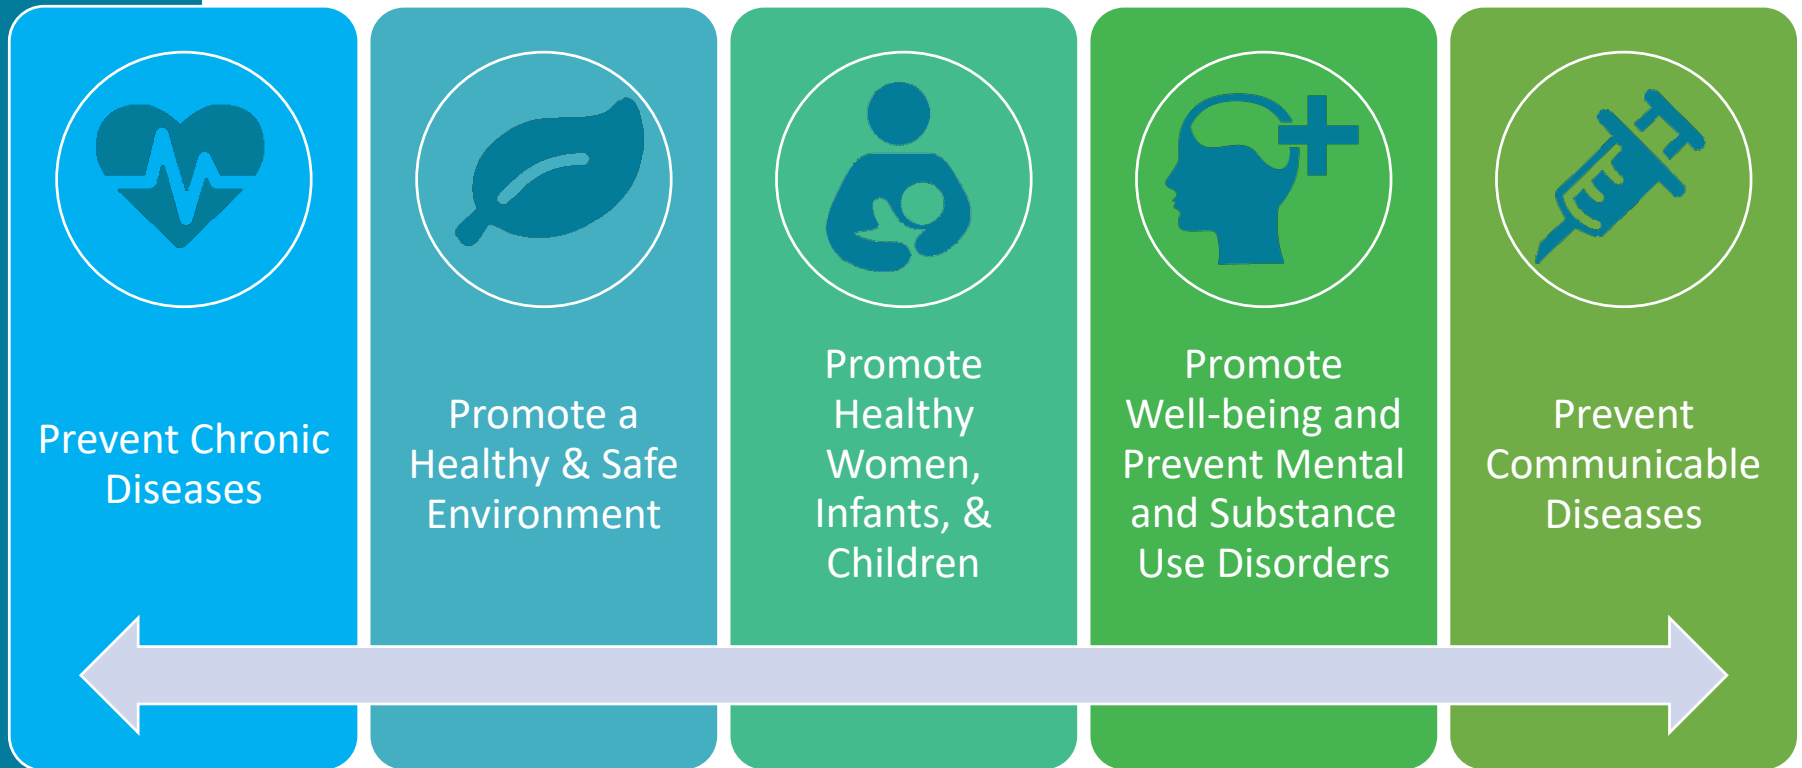 Prevent Chronic
Diseases
Promote a
Healthy & Safe
Environment
Promote
Healthy
Women,
Infants, &
Children
Promote
Well-being and
Prevent Mental
and Substance
Use Disorders
Prevent
Communicable
Diseases